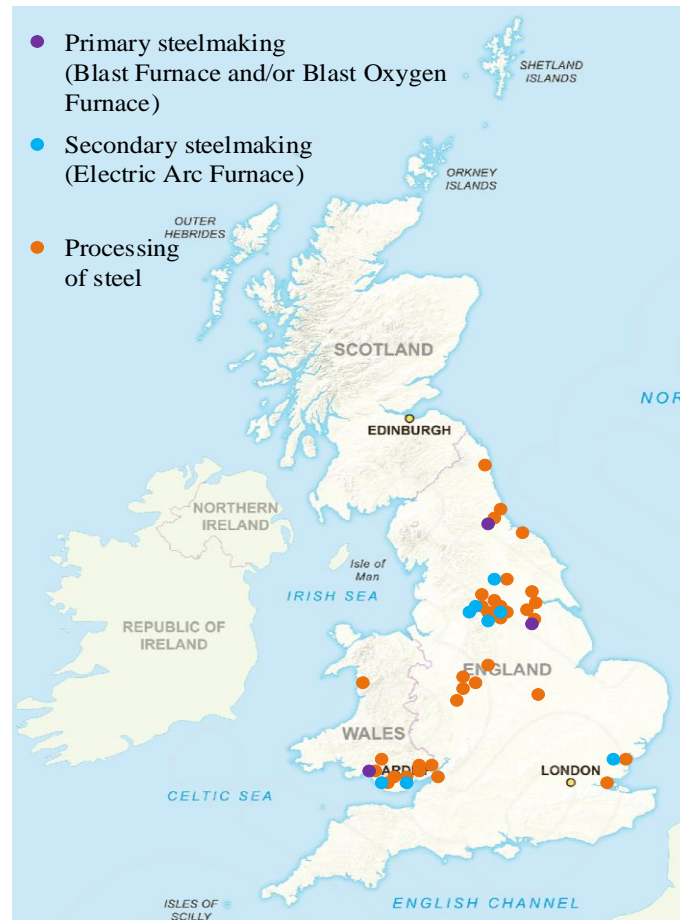 Primary steelmaking
(Blast Furnace and/or Blast Oxygen
Furnace)
SHETLAND
ISLANDS
Secondary steelmaking
(Electric Arc Furnace)
ORKNEY
ISLANDS
OUTER
HEBRIDES
Processing
of steel
SCOTLAND
NOR
EDINBURGH
NORTHERN
IRELAND
Isle of
Man
IRISH SEA
REPUBLIC OF
IRELAND
ENGLAND
WALES
LONDON
CELTIC SEA
ISLES OF
SCILLY
ENGLISH CHANNEL